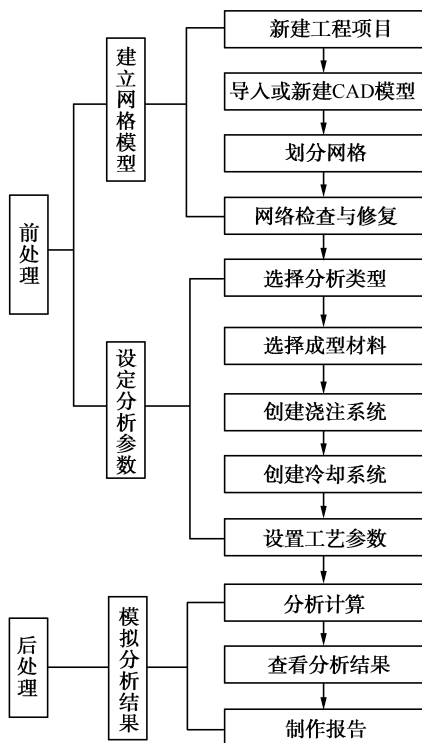 新建工程项目
导入或新建CAD模型
划分网格
网络检查与修复
建立网格模型
前处理
选择分析类型
选择成型材料
创建浇注系统
创建冷却系统
设置工艺参数
设定分析参数
分析计算
查看分析结果
制作报告
模拟分析结果
后处理